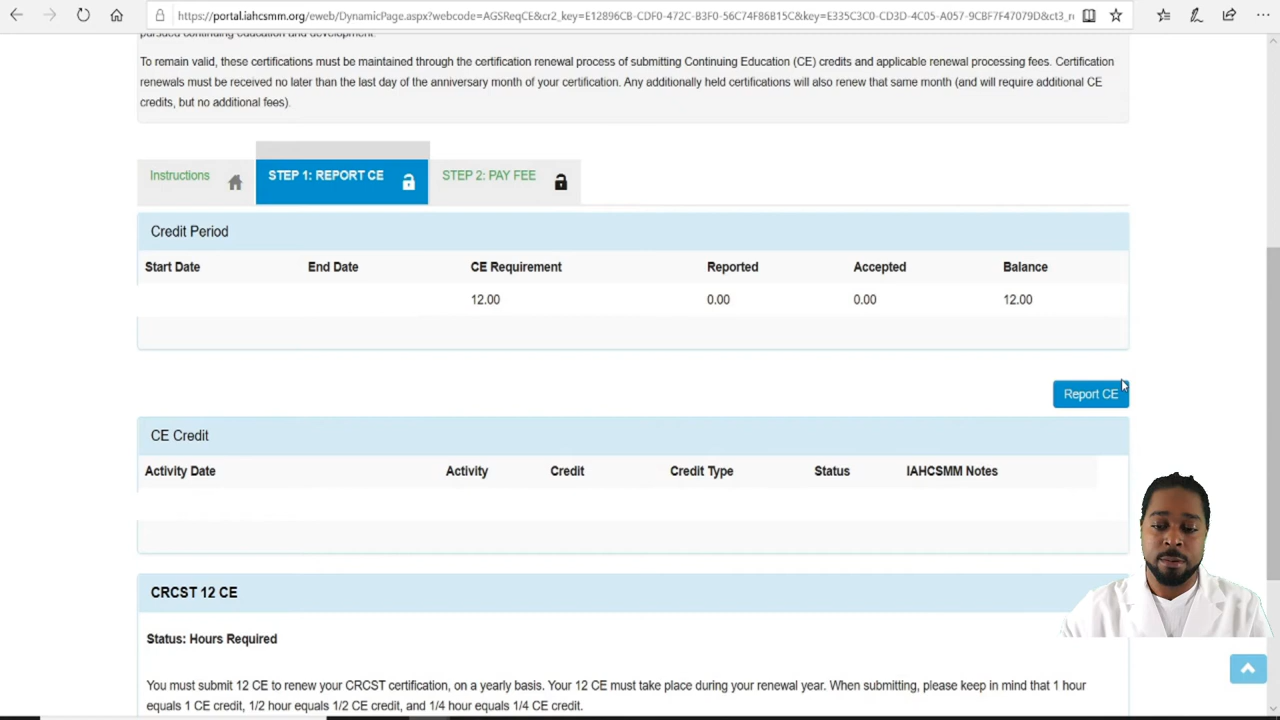 https://portal.iahcsmm.org/eweb/DynamicPage.aspx?webcode=AGSReqCE&cr2_key=E12896CB-CDF0-472C-B3F0-56C74F86B15C&key=E335C3C0-CD3D-4C05-A057-9CBF7F47079D&ct3_r
pursued continuing education and development.
To remain valid, these certifications must be maintained through the certification renewal process of submitting Continuing Education (CE) credits and applicable renewal processing fees. Certification
renewals must be received no later than the last day of the anniversary month of your certification. Any additionally held certifications will also renew that same month (and will require additional CE
credits, but no additional fees).
Instructions STEP 1: REPORT CE STEP 2: PAY FEE
Credit Period
Start Date End Date CE Requirement Reported Accepted Balance
12.00 0.00 0.00 12.00
Report CE
CE Credit
Activity Date Activity Credit Credit Type Status IAHCSMM Notes
CRCST 12 CE
Status: Hours Required
You must submit 12 CE to renew your CRCST certification, on a yearly basis. Your 12 CE must take place during your renewal year. When submitting, please keep in mind that 1 hour
equals 1 CE credit, 1/2 hour equals 1/2 CE credit, and 1/4 hour equals 1/4 CE credit.